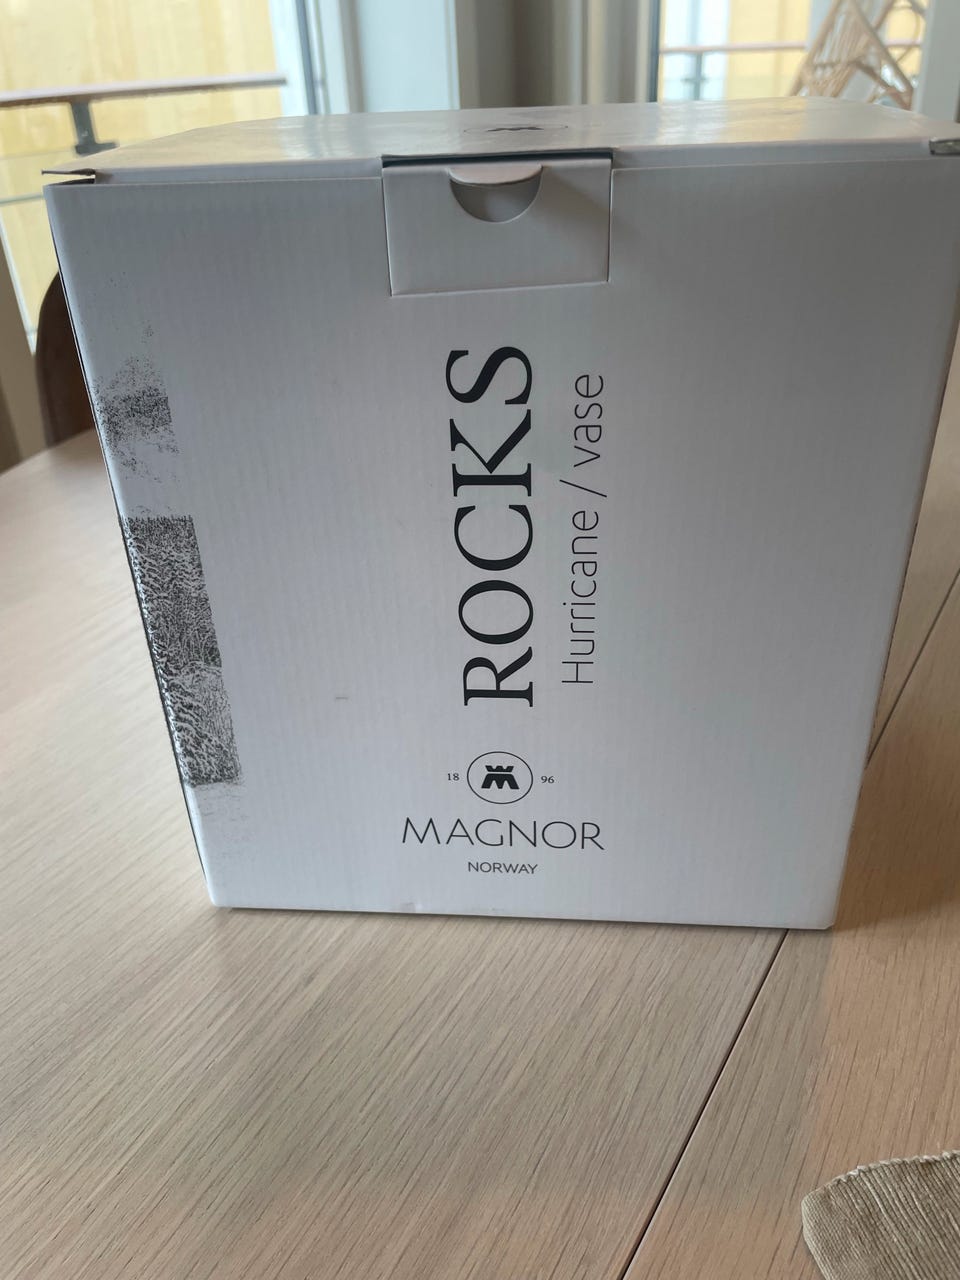 ROCKS
Hurricane / vase
18 M 96
MAGNOR
NORWAY